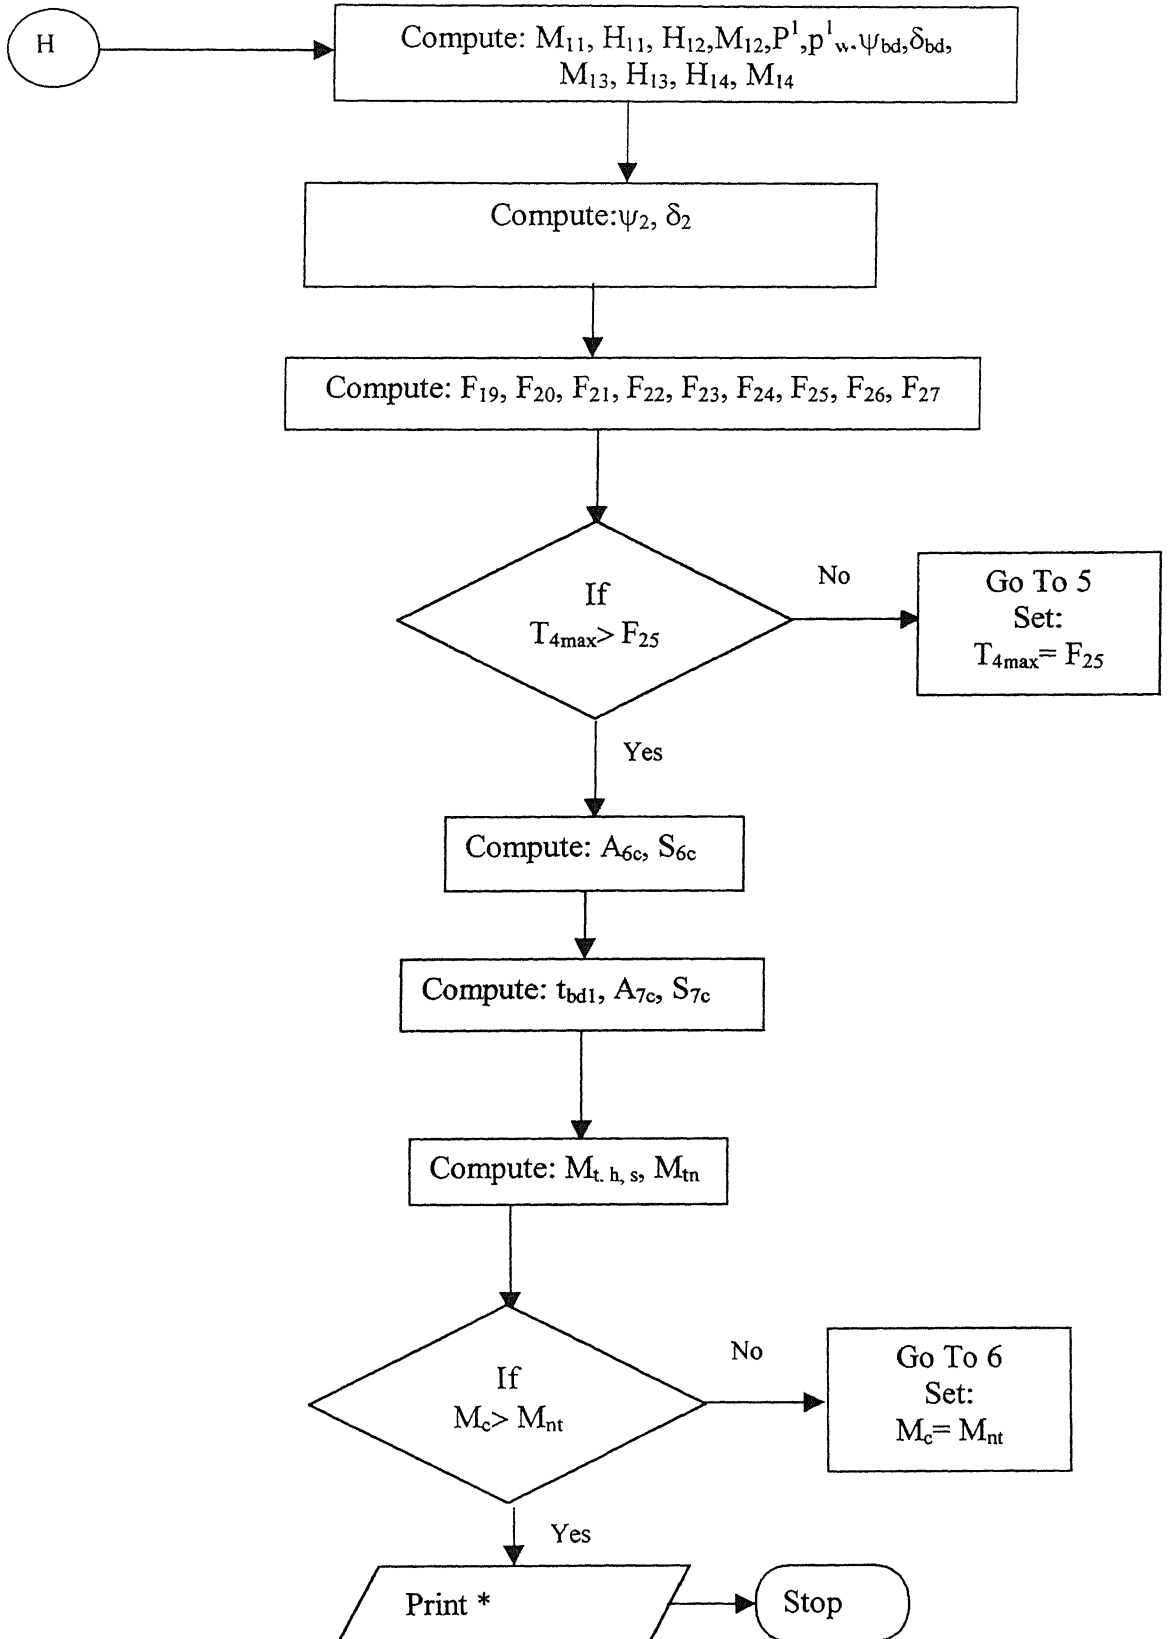 H
Compute: M₁₁, H₁₁, H₁₂,M₁₂,P¹,p¹w.ψbd,δbd,
M₁₃, H₁₃, H₁₄, M₁₄
Compute:ψ₂, δ₂
Compute: F₁₉, F₂₀, F₂₁, F₂₂, F₂₃, F₂₄, F₂₅, F₂₆, F₂₇
If
T4max> F₂₅
No
Go To 5
Set:
T4max= F₂₅
Yes
Compute: A6c, S6c
Compute: tbd1, A7c, S7c
Compute: Mt. h, s, Mtn
If
Mc> Mnt
No
Go To 6
Set:
Mc= Mnt
Yes
Print *
Stop